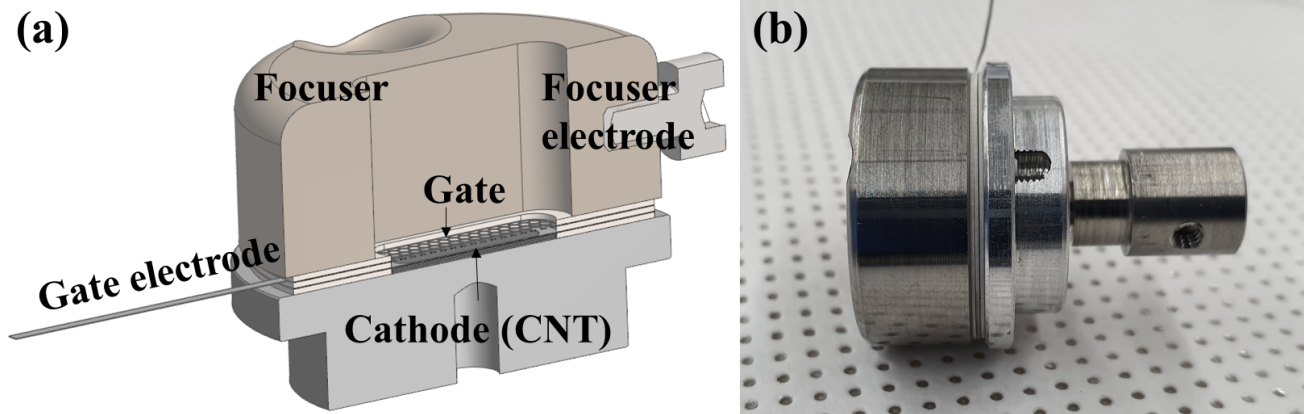 (a)
Focuser
Focuser
electrode
Gate
Gate electrode
Cathode (CNT)
(b)